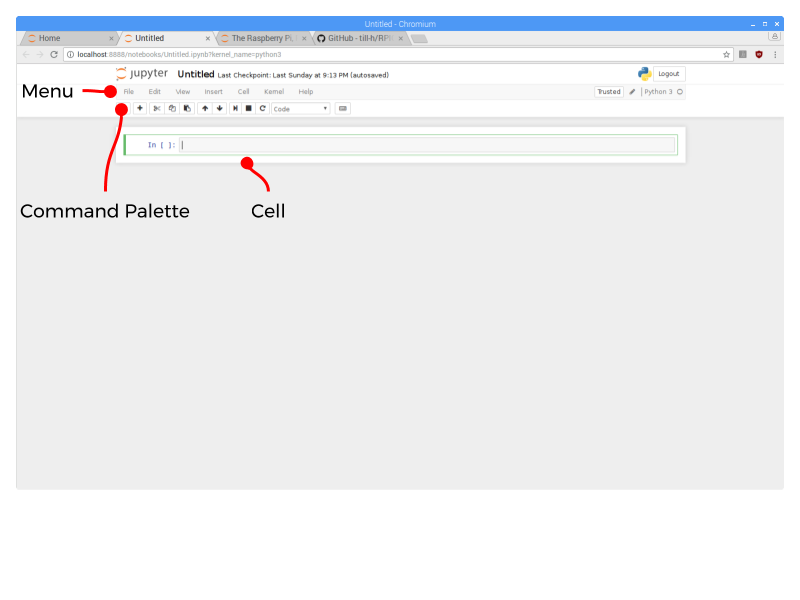 Untitled - Chromium
Home
Untitled
The Raspberry Pi
GitHub - till-h/RPi
localhost:8888/notebooks/Untitled.ipynb?kernel_name=python3
jupyter Untitled Last Checkpoint: Last Sunday at 9:13 PM (autosaved) Logout
Menu
File Edit View Insert Cell Kernel Help Trusted Python 3
Code
In [ ]:
Command Palette
Cell